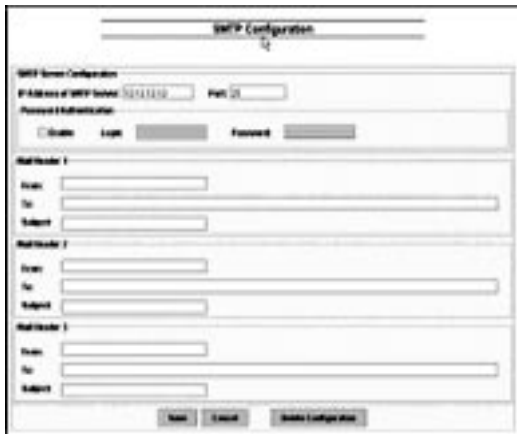 SMTP Configuration
SMTP Server Configuration
IP Address of SMTP Server: Port: 25
Password Authentication
Enable Login Password
Mail Header 1
From:
To:
Subject:
Mail Header 2
From:
To:
Subject:
Mail Header 3
From:
To:
Subject:
Save Cancel Delete Configuration